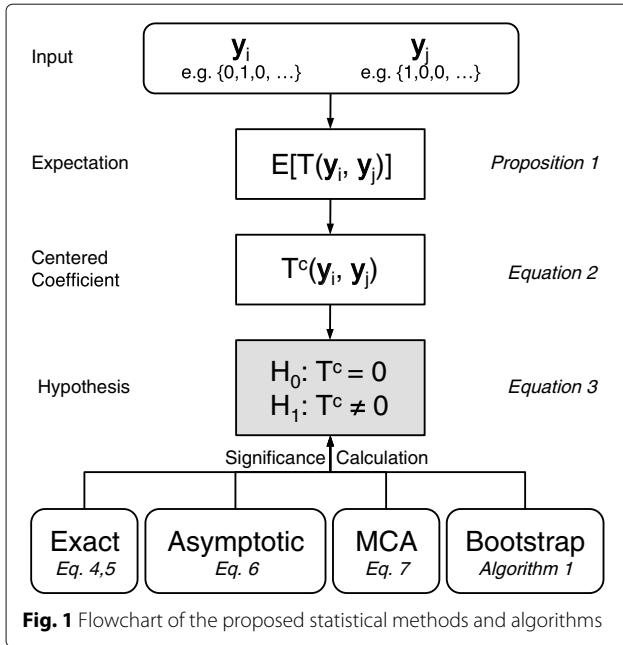 Input
y_i
y_j
e.g. {0,1,0, ...}
e.g. {1,0,0, ...}
Expectation
E[T(y_i, y_j)]
Proposition 1
Centered
Coefficient
T^c(y_i, y_j)
Equation 2
Hypothesis
H_0: T^c = 0
H_1: T^c ≠ 0
Equation 3
Significance Calculation
Exact
Eq. 4,5
Asymptotic
Eq. 6
MCA
Eq. 7
Bootstrap
Algorithm 1
Fig. 1 Flowchart of the proposed statistical methods and algorithms